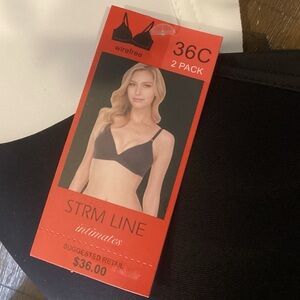 wirefree
36C
2 PACK
STRM LINE
intimates
SUGGESTED RETAIL
$36.00